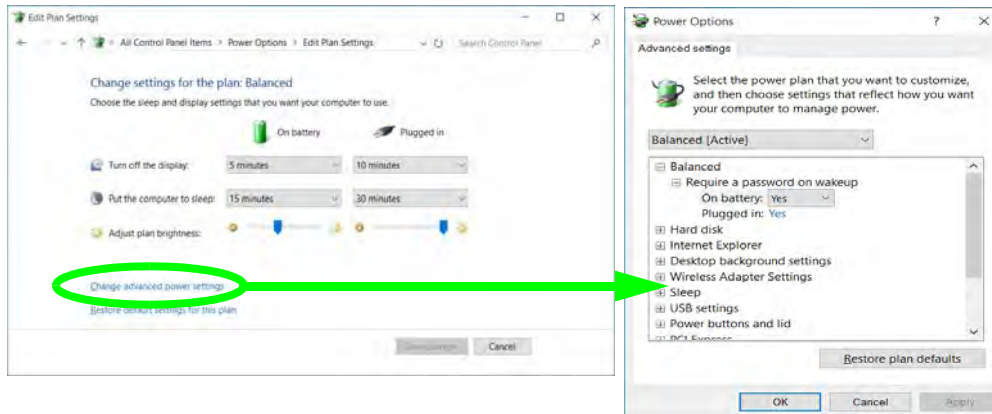 Edit Plan Settings
All Control Panel Items > Power Options > Edit Plan Settings
Search Control Panel
Change settings for the plan: Balanced
Choose the sleep and display settings that you want your computer to use.
On battery
Plugged in
Turn off the display:
5 minutes
10 minutes
Put the computer to sleep:
15 minutes
30 minutes
Adjust plan brightness:
Change advanced power settings
Restore default settings for this plan
Cancel
Power Options
?
Advanced settings
Select the power plan that you want to customize,
and then choose settings that reflect how you want
your computer to manage power.
Balanced [Active]
Balanced
Require a password on wakeup
On battery: Yes
Plugged in: Yes
Hard disk
Internet Explorer
Desktop background settings
Wireless Adapter Settings
Sleep
USB settings
Power buttons and lid
PCI Express
Restore plan defaults
OK
Cancel
Apply